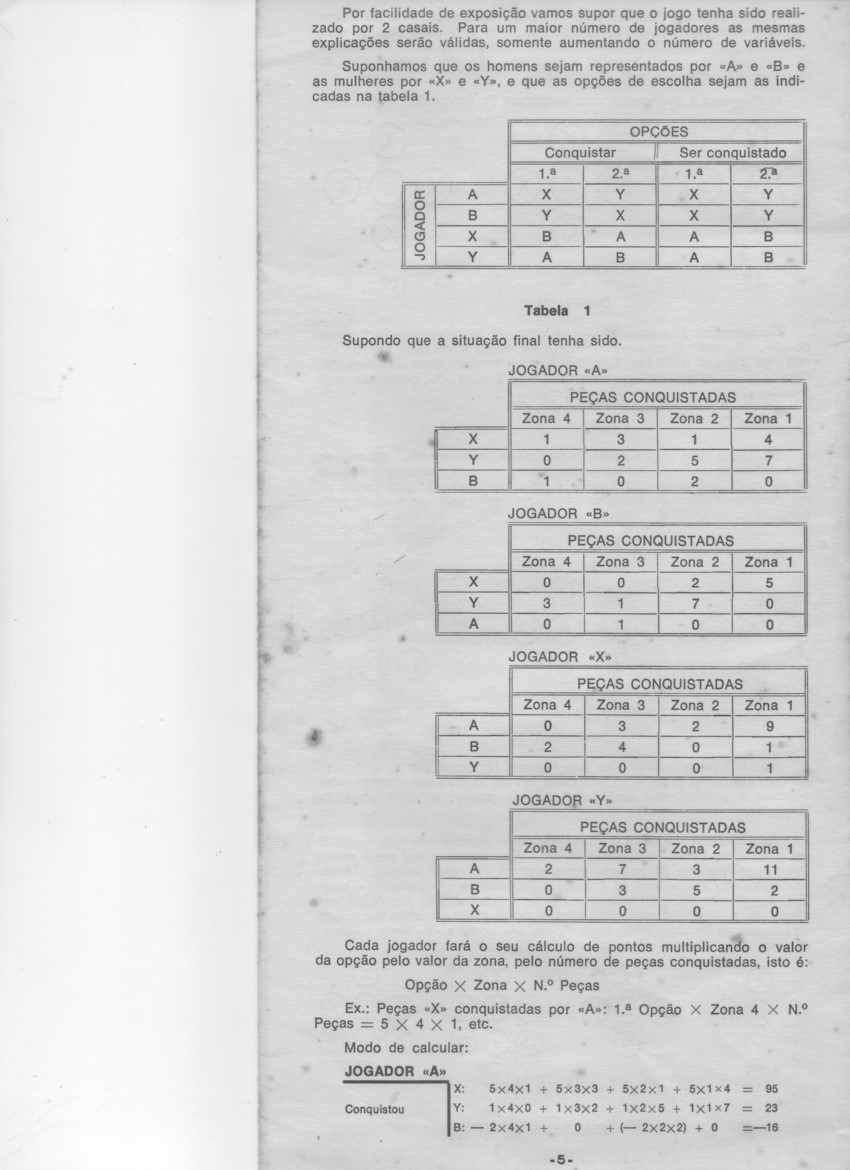 Por facilidade de exposição vamos supor que o jogo tenha sido reali-
zado por 2 casais. Para um maior número de jogadores as mesmas
explicações serão válidas, somente aumentando o número de variáveis.
Suponhamos que os homens sejam representados por «A» e «B» e
as mulheres por «X» e «Y», e que as opções de escolha sejam as indi-
cadas na tabela 1.
OPÇÕES
Conquistar // Ser conquistado
1.ª 2.ª 1.ª 2.ª
JOGADOR
A X Y X Y
B Y X X Y
X B A A B
Y A B A B
Tabela 1
Supondo que a situação final tenha sido.
JOGADOR «A»
PEÇAS CONQUISTADAS
Zona 4 Zona 3 Zona 2 Zona 1
X 1 3 1 4
Y 0 2 5 7
B 1 0 2 0
JOGADOR «B»
PEÇAS CONQUISTADAS
Zona 4 Zona 3 Zona 2 Zona 1
X 0 0 2 5
Y 3 1 7 0
A 0 1 0 0
JOGADOR «X»
PEÇAS CONQUISTADAS
Zona 4 Zona 3 Zona 2 Zona 1
A 0 3 2 9
B 2 4 0 1
Y 0 0 0 1
JOGADOR «Y»
PEÇAS CONQUISTADAS
Zona 4 Zona 3 Zona 2 Zona 1
A 2 7 3 11
B 0 3 5 2
X 0 0 0 0
Cada jogador fará o seu cálculo de pontos multiplicando o valor
da opção pelo valor da zona, pelo número de peças conquistadas, isto é:
Opção × Zona × N.º Peças
Ex.: Peças «X» conquistadas por «A»: 1.ª Opção × Zona 4 × N.º
Peças = 5 × 4 × 1, etc.
Modo de calcular:
JOGADOR «A»
X: 5×4×1 + 5×3×3 + 5×2×1 + 5×1×4 = 95
Conquistou Y: 1×4×0 + 1×3×2 + 1×2×5 + 1×1×7 = 23
B: — 2×4×1 + 0 + (— 2×2×2) + 0 =—16
-5-